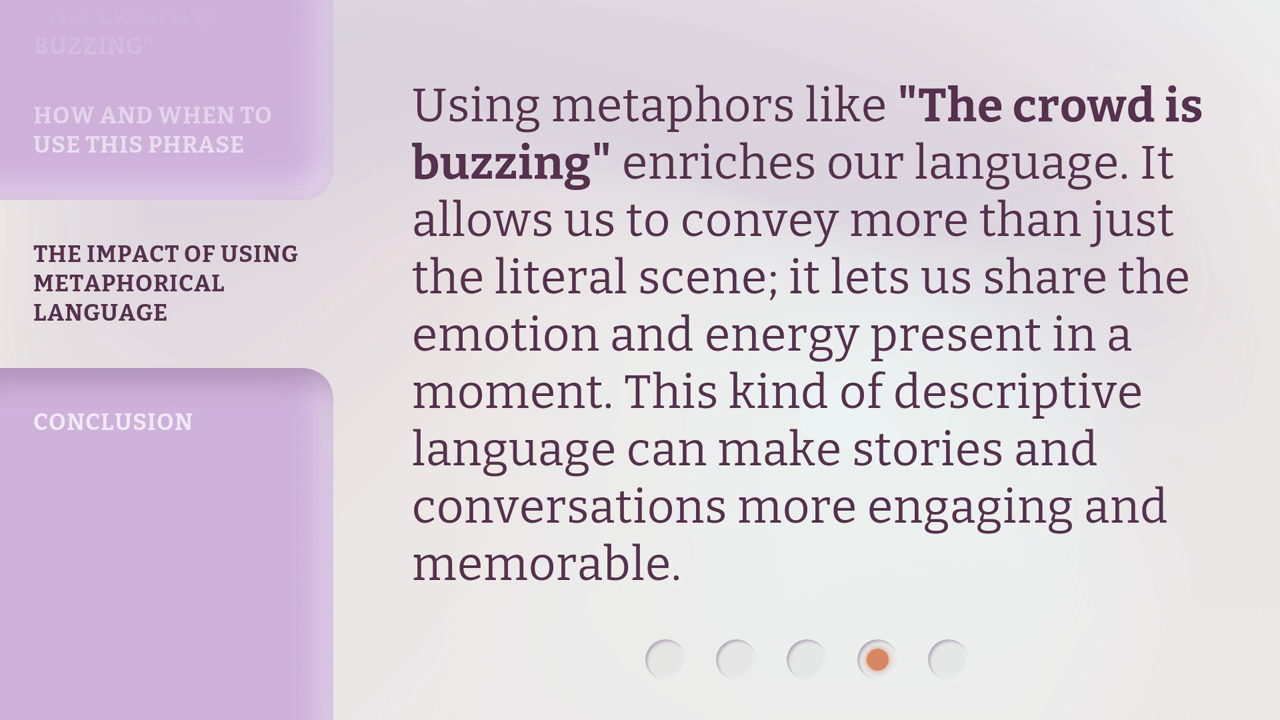 "THE CROWD IS
BUZZING"
HOW AND WHEN TO
USE THIS PHRASE
THE IMPACT OF USING
METAPHORICAL
LANGUAGE
CONCLUSION
Using metaphors like "The crowd is
buzzing" enriches our language. It
allows us to convey more than just
the literal scene; it lets us share the
emotion and energy present in a
moment. This kind of descriptive
language can make stories and
conversations more engaging and
memorable.